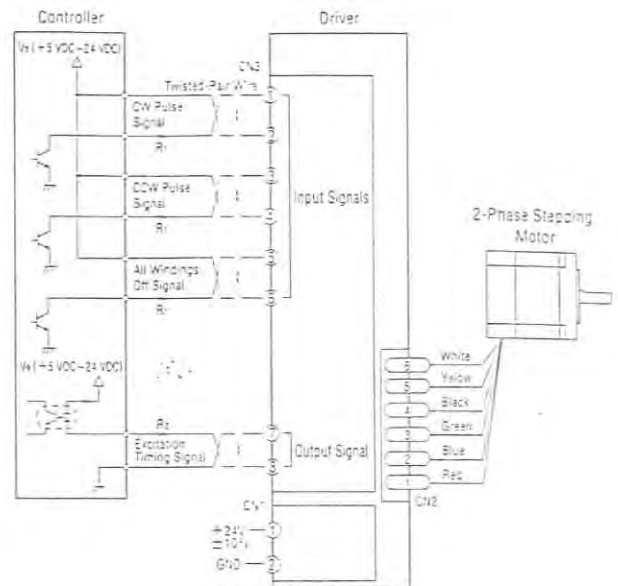 Controller
Driver
V₀ (+5 VDC~24 VDC)
CN3
Twisted-Pair Wire
1
CW Pulse
Signal
2
R₁
3
CCW Pulse
Signal
4
R₁
Input Signals
5
All Windings
Off Signal
6
R₁
2-Phase Stepping
Motor
V₀ (+5 VDC~24 VDC)
6 White
5 Yellow
4 Black
3 Green
2 Blue
1 Red
CN2
R₂
7
Excitation
Timing Signal
8
Output Signal
CN1
+24V
±10%
1
GND
2